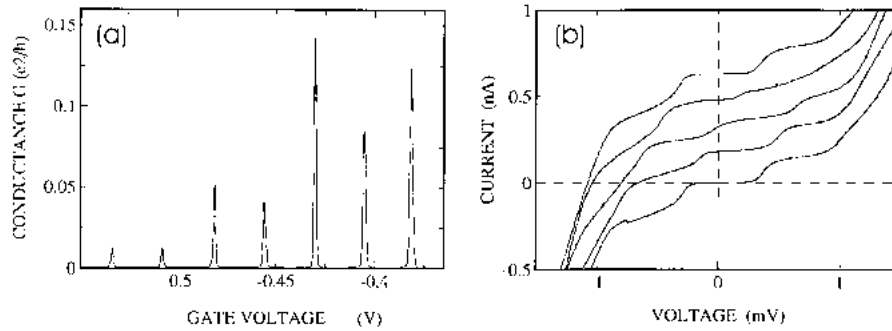 (a)
CONDUCTANCE G (e2/h)
0.15
0.10
0.05
0
0.5
-0.45
-0.4
GATE VOLTAGE (V)
(b)
CURRENT (nA)
1
0.5
0
-0.5
1
0
1
VOLTAGE (mV)